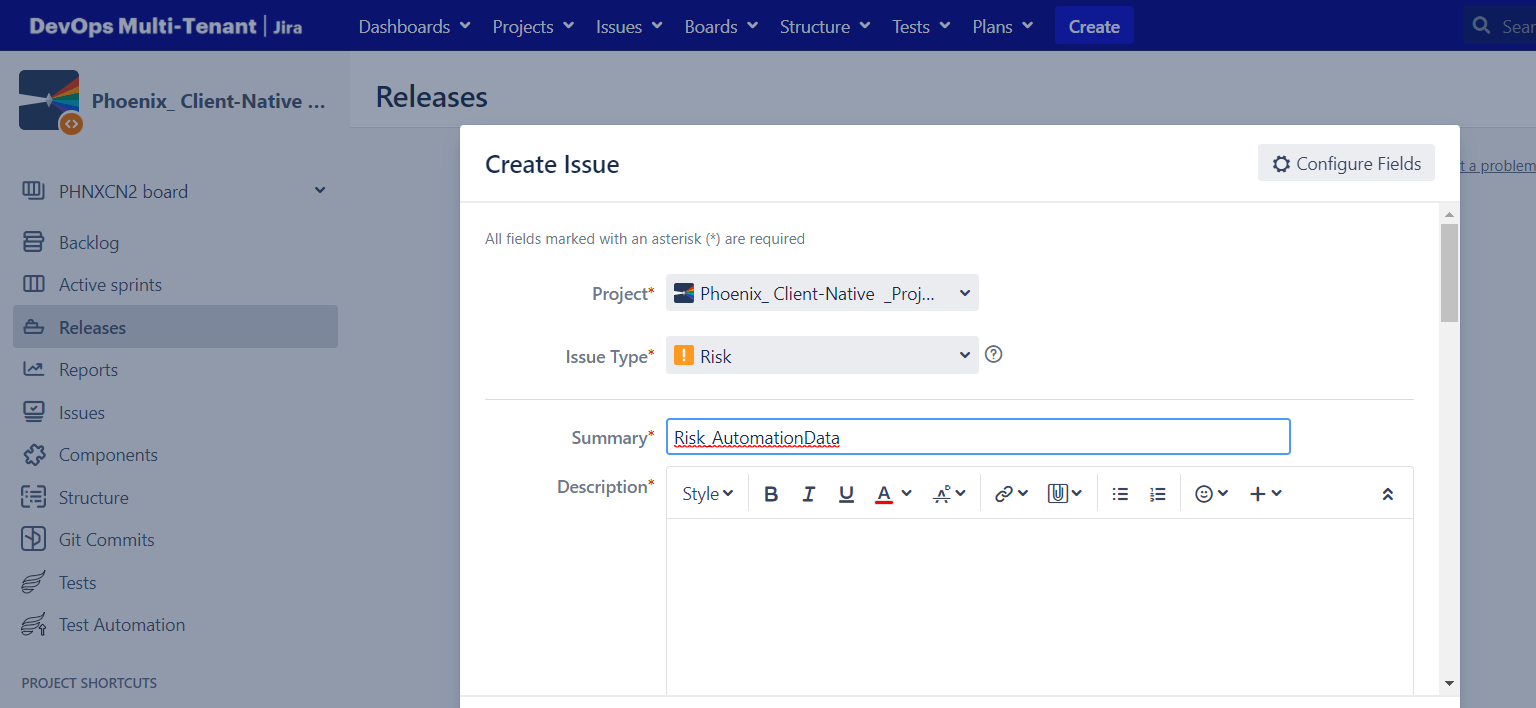 DevOps Multi-Tenant | Jira Dashboards Projects Issues Boards Structure Tests Plans Create
Phoenix_ Client-Native ...
Releases
Create Issue
Configure Fields
t a problem
PHNXCN2 board
Backlog
Active sprints
Releases
Reports
Issues
Components
Structure
Git Commits
Tests
Test Automation
PROJECT SHORTCUTS
All fields marked with an asterisk (*) are required
Project* Phoenix_ Client-Native _Proj...
Issue Type* ! Risk ?
Summary* Risk_AutomationData
Description* Style B I U A